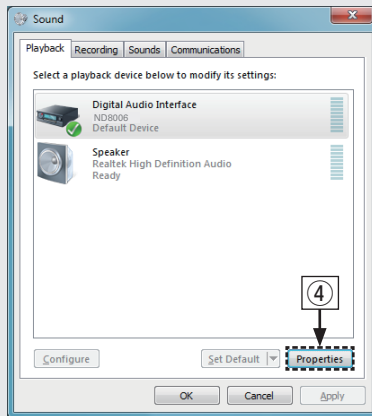 Sound
Playback Recording Sounds Communications
Select a playback device below to modify its settings:
Digital Audio Interface
ND8006
Default Device
Speaker
Realtek High Definition Audio
Ready
④
Configure Set Default Properties
OK Cancel Apply